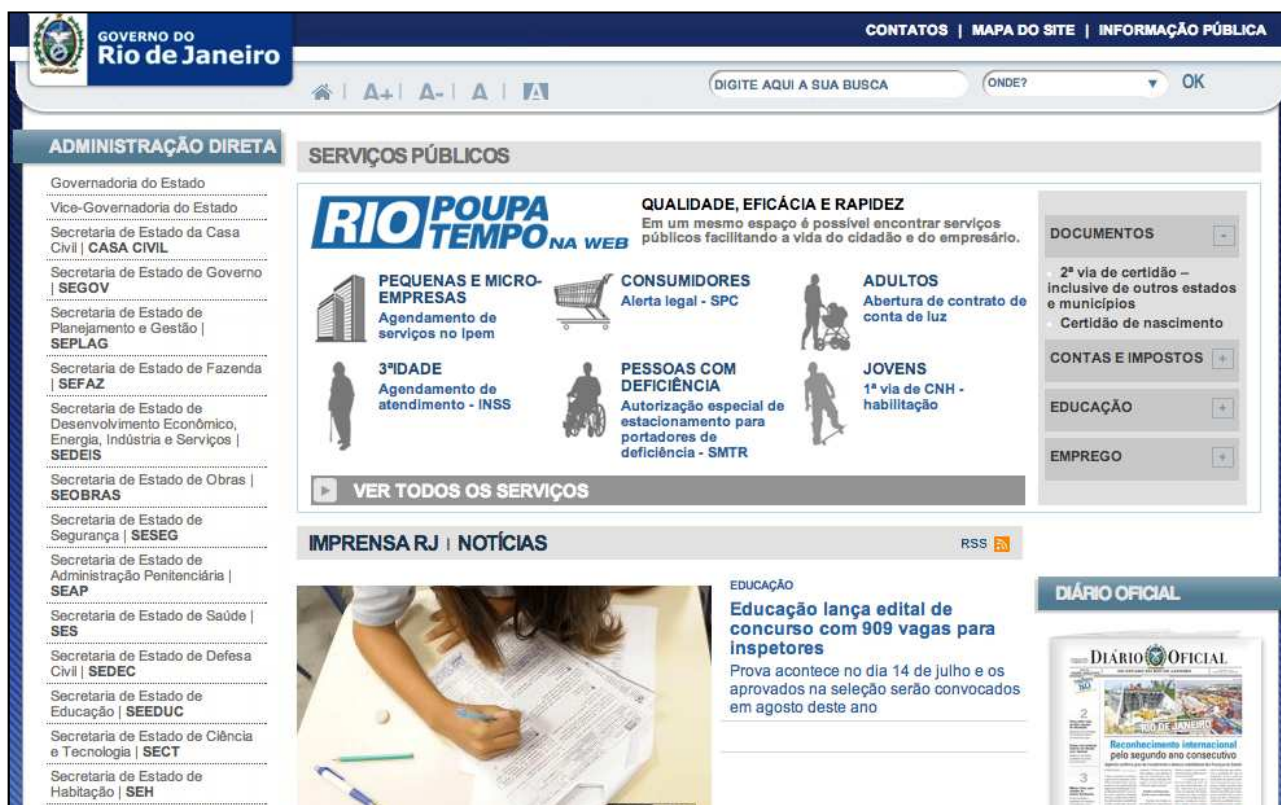 GOVERNO DO
Rio de Janeiro
CONTATOS | MAPA DO SITE | INFORMAÇÃO PÚBLICA
A+ | A- | A | A
DIGITE AQUI A SUA BUSCA
ONDE?
OK
ADMINISTRAÇÃO DIRETA
Governadoria do Estado
Vice-Governadoria do Estado
Secretaria de Estado da Casa
Civil | CASA CIVIL
Secretaria de Estado de Governo
| SEGOV
Secretaria de Estado de
Planejamento e Gestão |
SEPLAG
Secretaria de Estado de Fazenda
| SEFAZ
Secretaria de Estado de
Desenvolvimento Econômico,
Energia, Indústria e Serviços |
SEDEIS
Secretaria de Estado de Obras |
SEOBRAS
Secretaria de Estado de
Segurança | SESEG
Secretaria de Estado de
Administração Penitenciária |
SEAP
Secretaria de Estado de Saúde |
SES
Secretaria de Estado de Defesa
Civil | SEDEC
Secretaria de Estado de
Educação | SEEDUC
Secretaria de Estado de Ciência
e Tecnologia | SECT
Secretaria de Estado de
Habitação | SEH
SERVIÇOS PÚBLICOS
RIO POUPA
TEMPO NA WEB
QUALIDADE, EFICÁCIA E RAPIDEZ
Em um mesmo espaço é possível encontrar serviços
públicos facilitando a vida do cidadão e do empresário.
PEQUENAS E MICRO-
EMPRESAS
Agendamento de
serviços no Ipem
CONSUMIDORES
Alerta legal - SPC
ADULTOS
Abertura de contrato de
conta de luz
3ªIDADE
Agendamento de
atendimento - INSS
PESSOAS COM
DEFICIÊNCIA
Autorização especial de
estacionamento para
portadores de
deficiência - SMTR
JOVENS
1ª via de CNH -
habilitação
VER TODOS OS SERVIÇOS
DOCUMENTOS -
2ª via de certidão –
inclusive de outros estados
e municípios
Certidão de nascimento
CONTAS E IMPOSTOS +
EDUCAÇÃO +
EMPREGO +
IMPRENSA RJ | NOTÍCIAS
RSS
EDUCAÇÃO
Educação lança edital de
concurso com 909 vagas para
inspetores
Prova acontece no dia 14 de julho e os
aprovados na seleção serão convocados
em agosto deste ano
DIÁRIO OFICIAL
DIÁRIO OFICIAL
RIO DE JANEIRO
2
Reconhecimento internacional
pelo segundo ano consecutivo
3